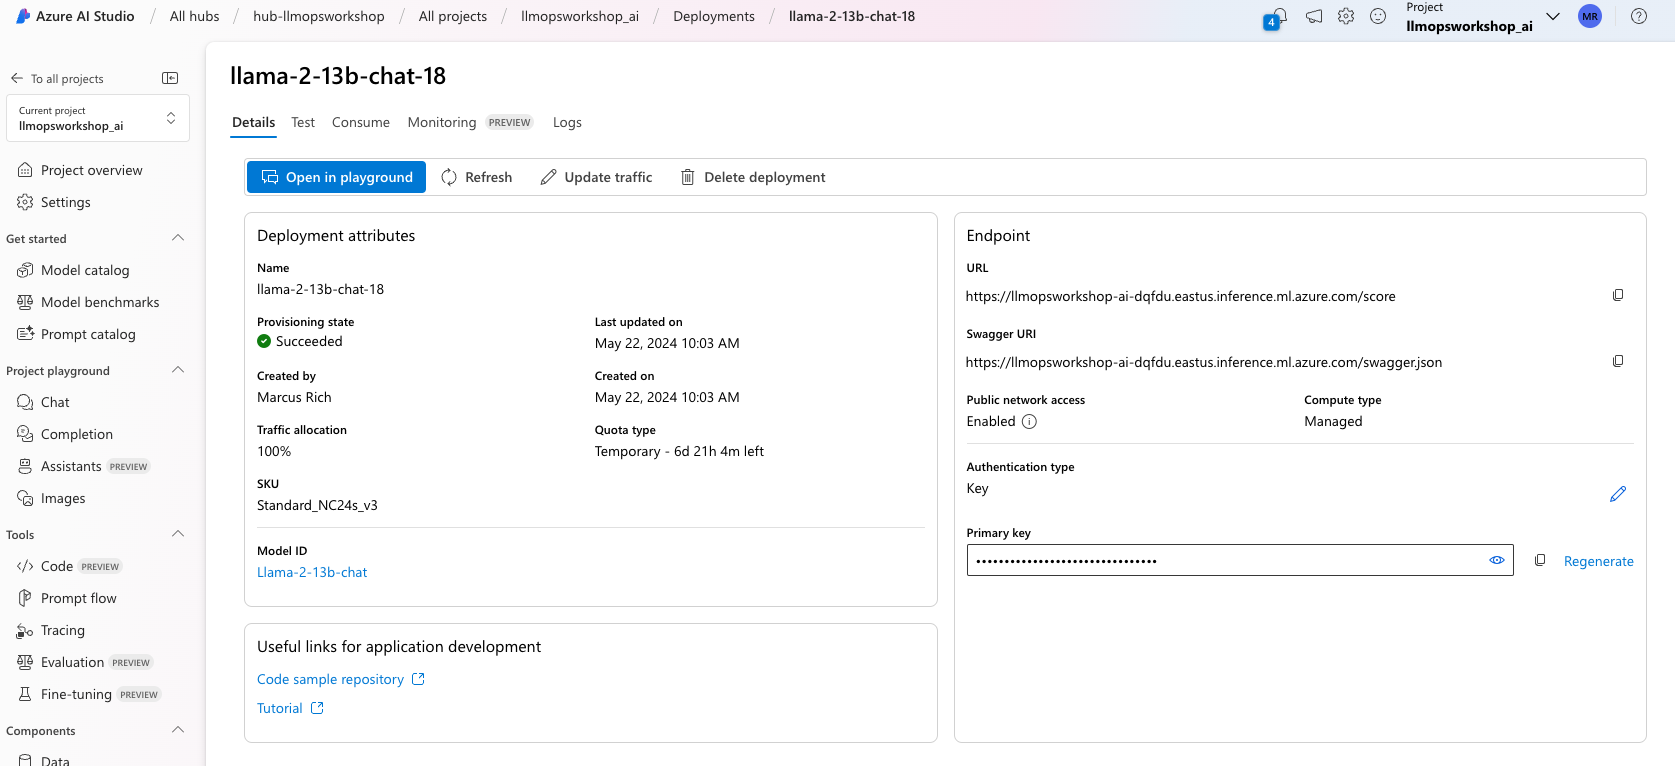 Azure AI Studio / All hubs / hub-llmopsworkshop / All projects / llmopsworkshop_ai / Deployments / llama-2-13b-chat-18
4
Project
llmopsworkshop_ai
MR
To all projects
Current project
llmopsworkshop_ai
Project overview
Settings
Get started
Model catalog
Model benchmarks
Prompt catalog
Project playground
Chat
Completion
Assistants PREVIEW
Images
Tools
Code PREVIEW
Prompt flow
Tracing
Evaluation PREVIEW
Fine-tuning PREVIEW
Components
Data
llama-2-13b-chat-18
Details Test Consume Monitoring PREVIEW Logs
Open in playground Refresh Update traffic Delete deployment
Deployment attributes
Name
llama-2-13b-chat-18
Provisioning state
Succeeded
Last updated on
May 22, 2024 10:03 AM
Created by
Marcus Rich
Created on
May 22, 2024 10:03 AM
Traffic allocation
100%
Quota type
Temporary - 6d 21h 4m left
SKU
Standard_NC24s_v3
Model ID
Llama-2-13b-chat
Useful links for application development
Code sample repository
Tutorial
Endpoint
URL
https://llmopsworkshop-ai-dqfdu.eastus.inference.ml.azure.com/score
Swagger URI
https://llmopsworkshop-ai-dqfdu.eastus.inference.ml.azure.com/swagger.json
Public network access
Enabled
Compute type
Managed
Authentication type
Key
Primary key
••••••••••••••••••••••••••••••••
Regenerate